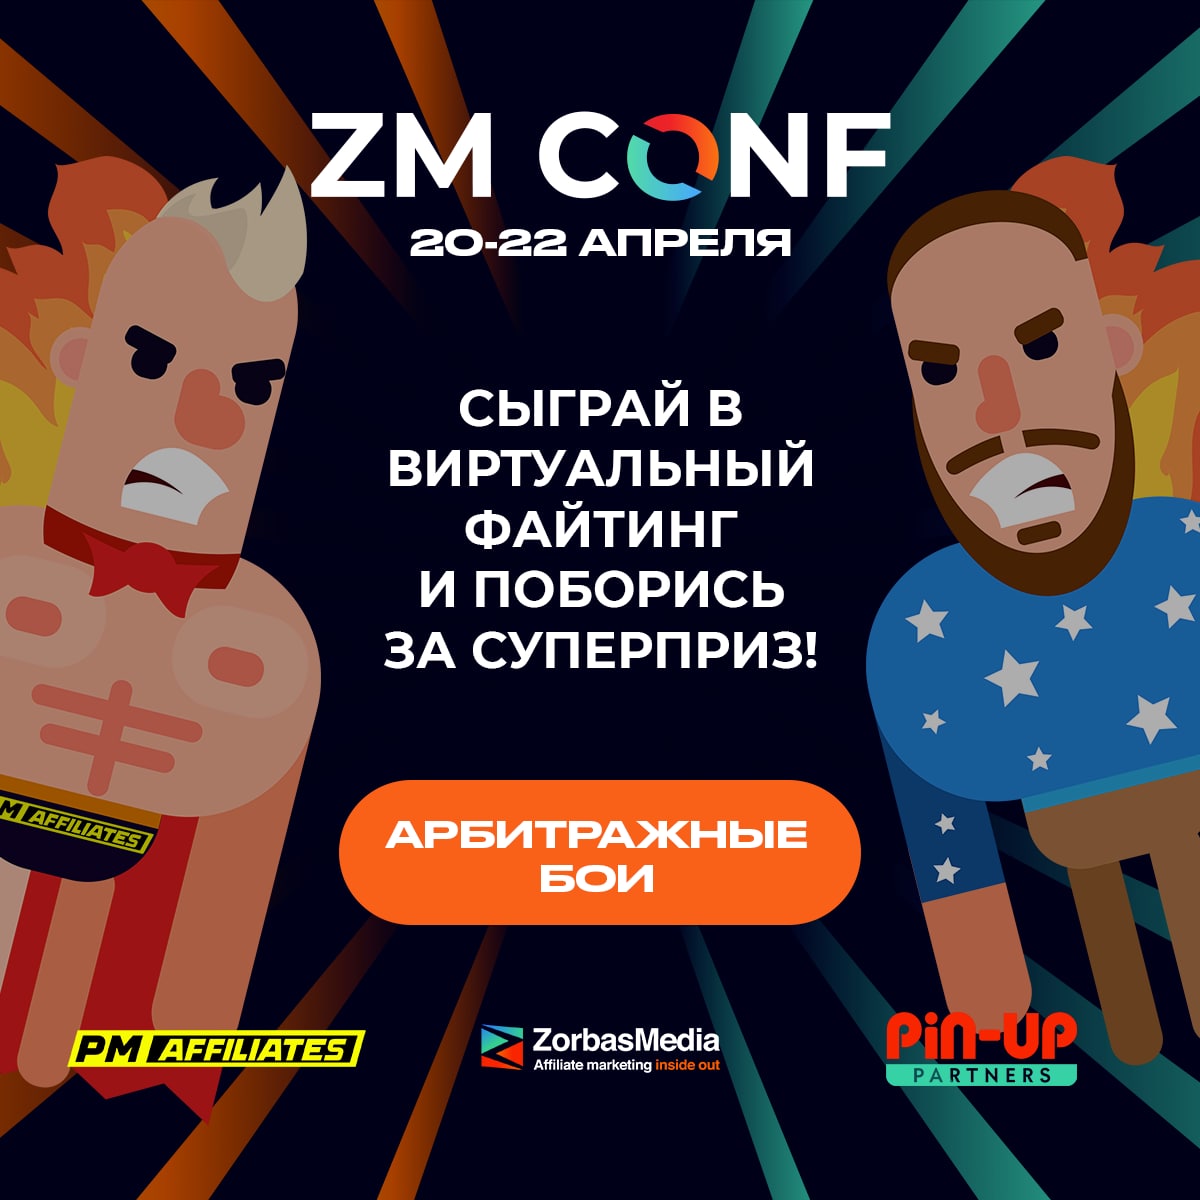 ZM CONF
20-22 АПРЕЛЯ
СЫГРАЙ В
ВИРТУАЛЬНЫЙ
ФАЙТИНГ
И ПОБОРИСЬ
ЗА СУПЕРПРИЗ!
M AFFILIATES
АРБИТРАЖНЫЕ
БОИ
PM AFFILIATES
ZorbasMedia
Affiliate marketing inside out
PiN-UP
PARTNERS